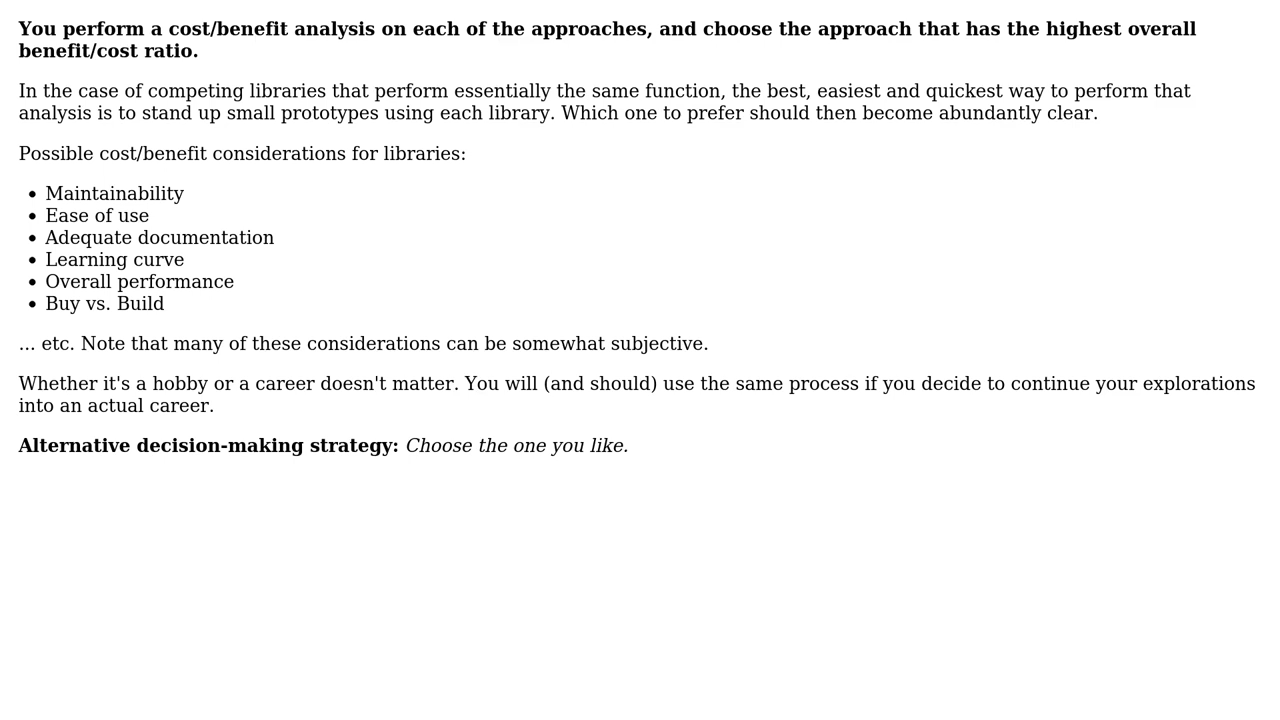 You perform a cost/benefit analysis on each of the approaches, and choose the approach that has the highest overall
benefit/cost ratio.
In the case of competing libraries that perform essentially the same function, the best, easiest and quickest way to perform that
analysis is to stand up small prototypes using each library. Which one to prefer should then become abundantly clear.
Possible cost/benefit considerations for libraries:
• Maintainability
• Ease of use
• Adequate documentation
• Learning curve
• Overall performance
• Buy vs. Build
... etc. Note that many of these considerations can be somewhat subjective.
Whether it's a hobby or a career doesn't matter. You will (and should) use the same process if you decide to continue your explorations
into an actual career.
Alternative decision-making strategy: Choose the one you like.